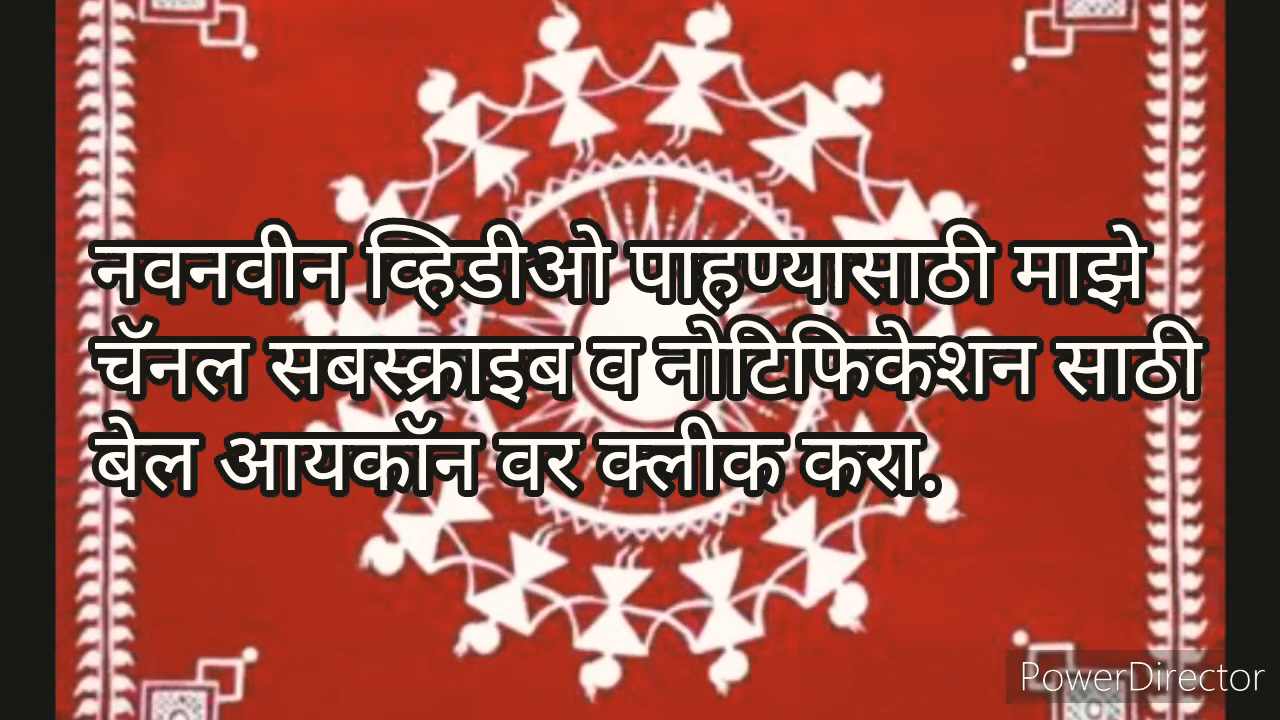 नवनवीन व्हिडीओ पाहण्यासाठी माझे
चॅनल सबस्क्राइब व नोटिफिकेशन साठी
बेल आयकॉन वर क्लीक करा.
PowerDirector